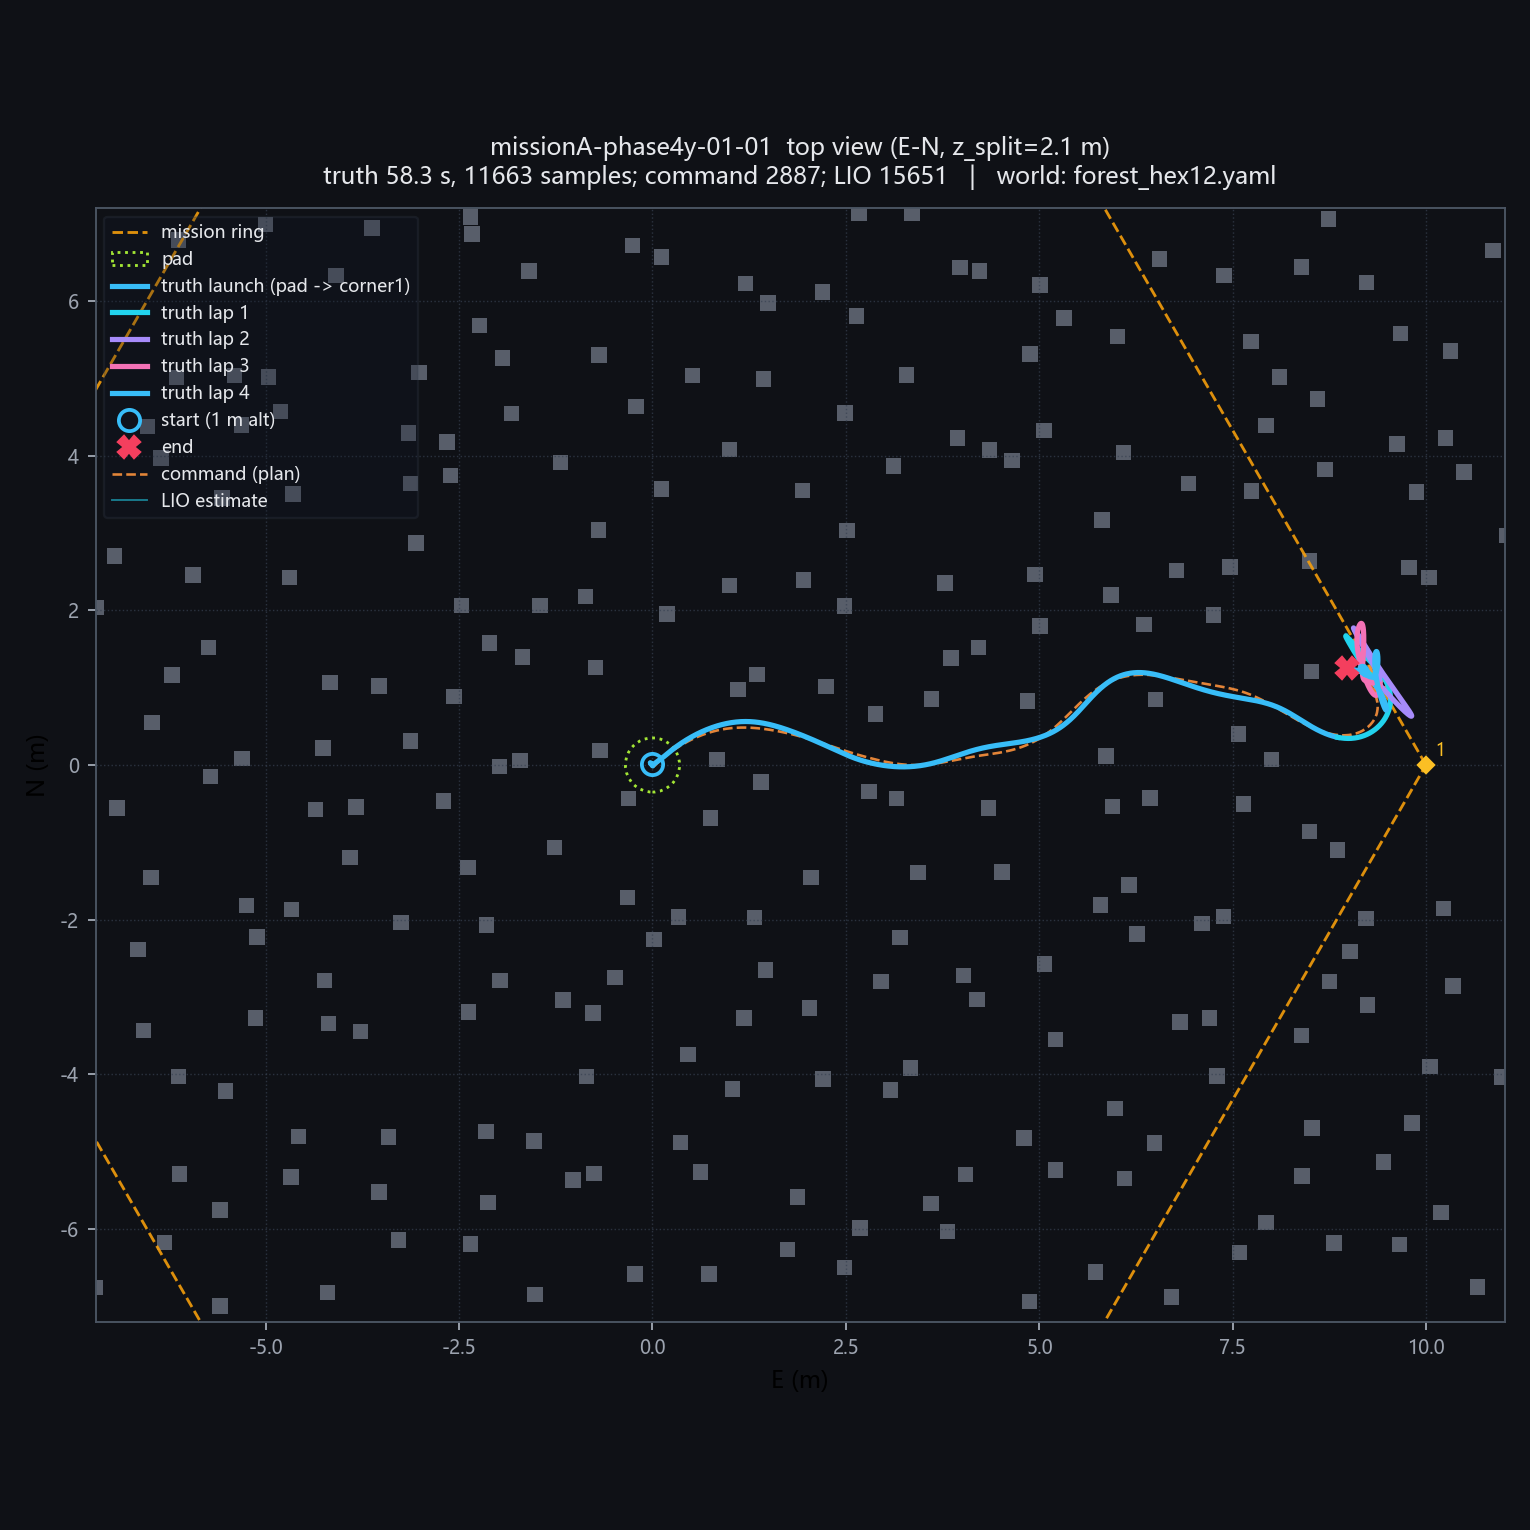 missionA-phase4y-01-01  top view (E-N, z_split=2.1 m)
truth 58.3 s, 11663 samples; command 2887; LIO 15651   |   world: forest_hex12.yaml
mission ring
pad
truth launch (pad -> corner1)
truth lap 1
truth lap 2
truth lap 3
truth lap 4
start (1 m alt)
end
command (plan)
LIO estimate
6
4
2
0
-2
-4
-6
N (m)
1
-5.0
-2.5
0.0
2.5
5.0
7.5
10.0
E (m)